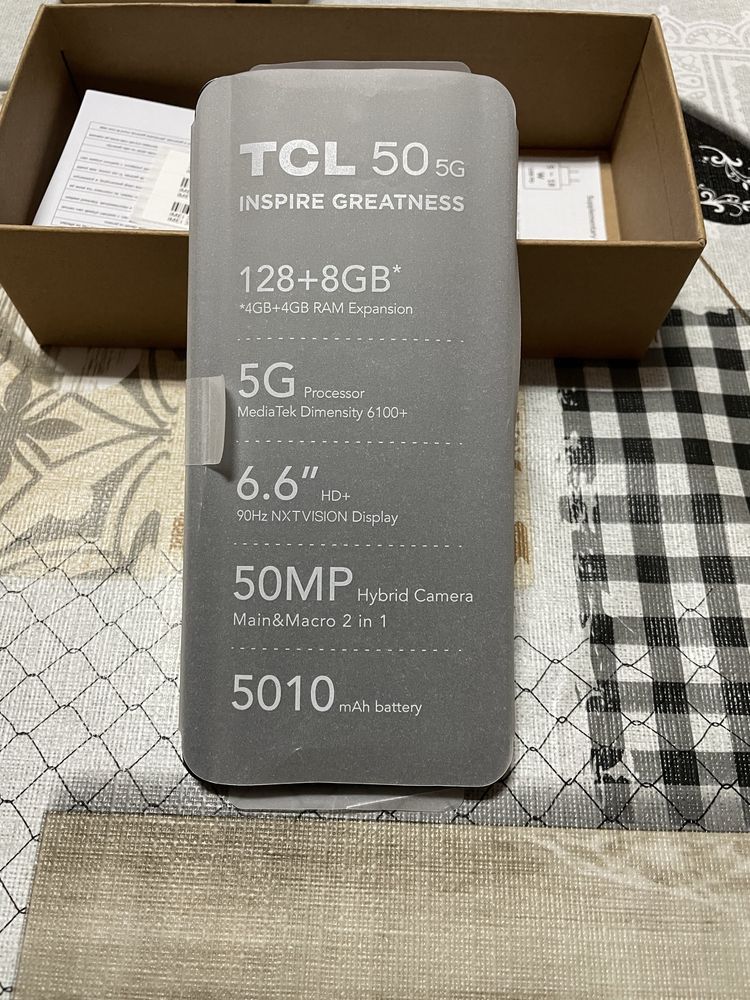 TCL 50 5G
INSPIRE GREATNESS
128+8GB*
*4GB+4GB RAM Expansion
5G Processor
MediaTek Dimensity 6100+
6.6″ HD+
90Hz NXTVISION Display
50MP Hybrid Camera
Main&Macro 2 in 1
5010 mAh battery
Supplementary